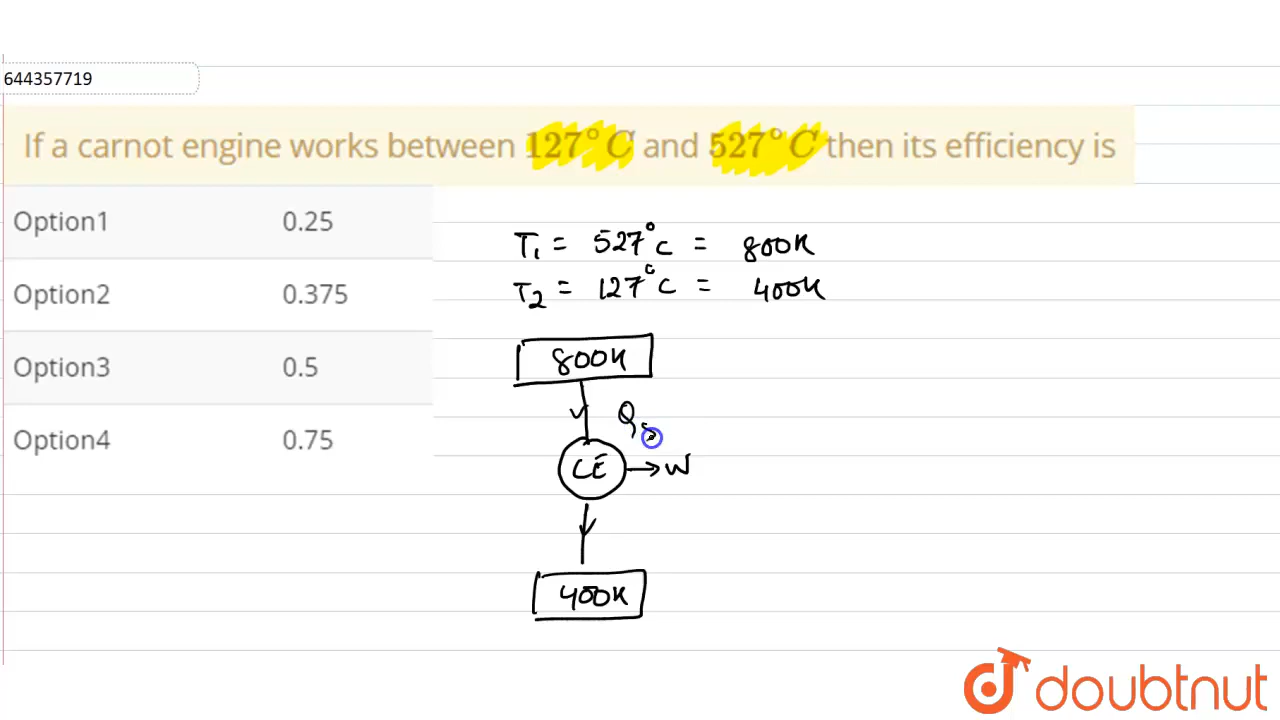 644357719
If a carnot engine works between 127° C and 527° C then its efficiency is
Option1 0.25
Option2 0.375
Option3 0.5
Option4 0.75
T1 = 527°C = 800K
T2 = 127°C = 400K
800K
Q
CE → W
400K
doubtnut